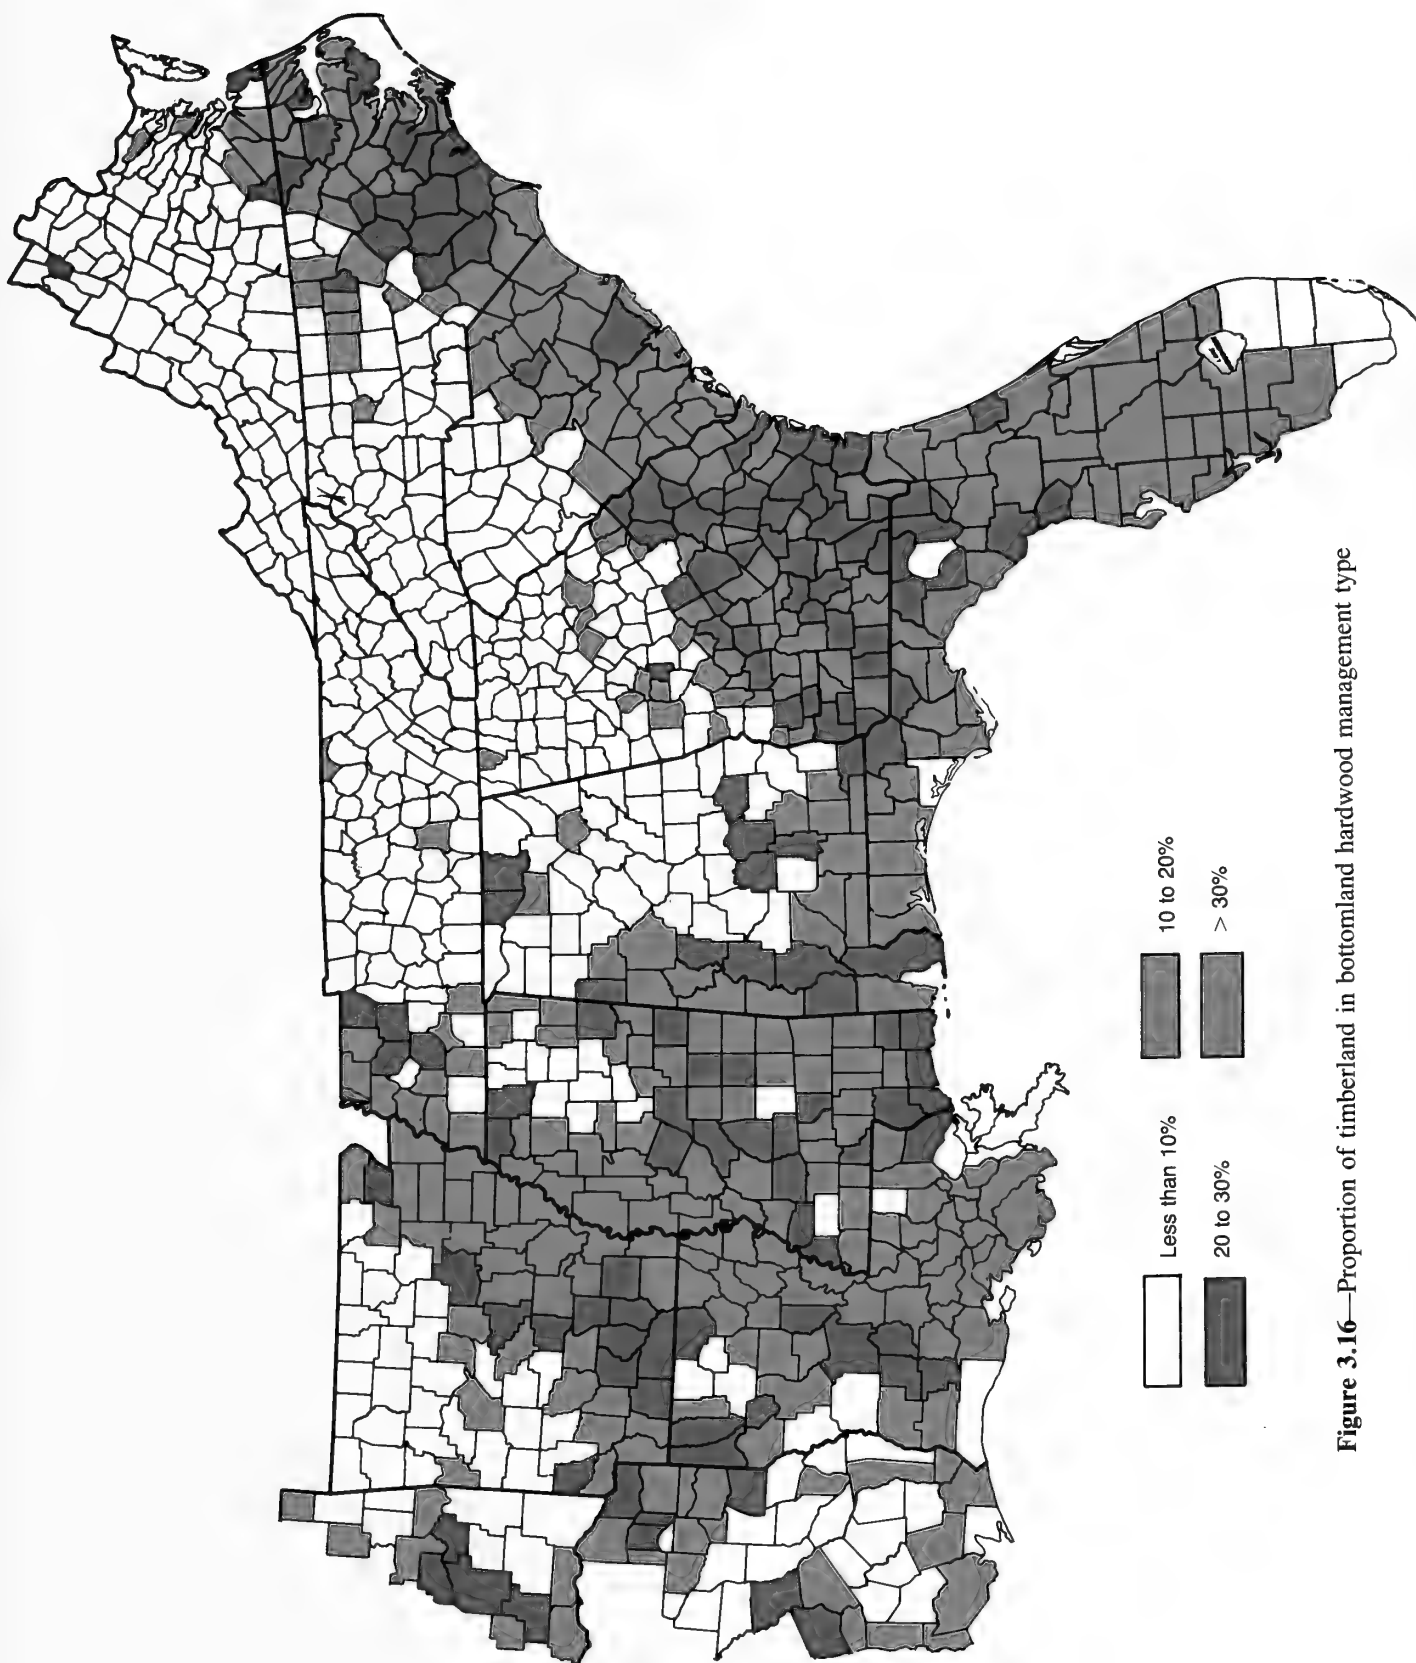 Less than 10%
10 to 20%
20 to 30%
> 30%
Figure 3.16—Proportion of timberland in bottomland hardwood management type